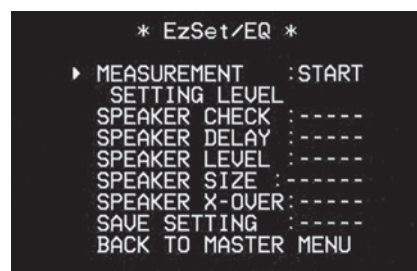 * EzSet/EQ *
▸ MEASUREMENT :START
SETTING LEVEL
SPEAKER CHECK :-----
SPEAKER DELAY :-----
SPEAKER LEVEL :-----
SPEAKER SIZE :------
SPEAKER X-OVER:-----
SAVE SETTING :-----
BACK TO MASTER MENU